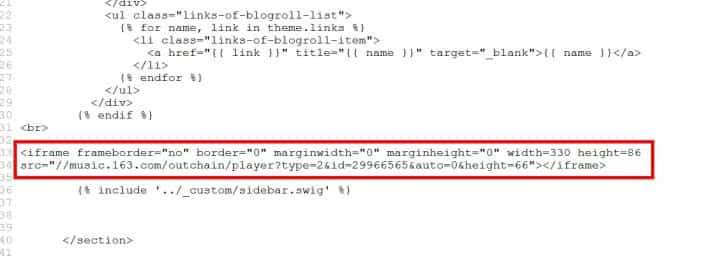 21 </div>
22 <ul class="links-of-blogroll-list">
23 {% for name, link in theme.links %}
24 <li class="links-of-blogroll-item">
25 <a href="{{ link }}" title="{{ name }}" target="_blank">{{ name }}</a>
26 </li>
27 {% endfor %}
28 </ul>
29 </div>
30 {% endif %}
31 <br>
32
33 <iframe frameborder="no" border="0" marginwidth="0" marginheight="0" width=330 height=86
34 src="//music.163.com/outchain/player?type=2&id=29966565&auto=0&height=66"></iframe>
35
36 {% include '../_custom/sidebar.swig' %}
37
38
39
40 </section>
41